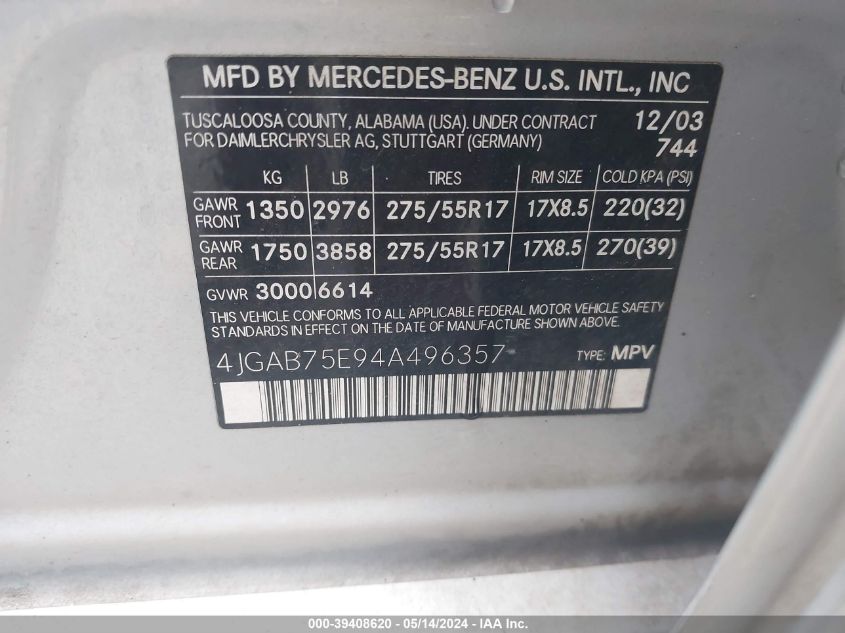 MFD BY MERCEDES-BENZ U.S. INTL., INC
TUSCALOOSA COUNTY, ALABAMA (USA). UNDER CONTRACT 12/03
FOR DAIMLERCHRYSLER AG, STUTTGART (GERMANY) 744
KG LB TIRES RIM SIZE COLD KPA (PSI)
GAWR FRONT 1350 2976 275/55R17 17X8.5 220(32)
GAWR REAR 1750 3858 275/55R17 17X8.5 270(39)
GVWR 3000 6614
THIS VEHICLE CONFORMS TO ALL APPLICABLE FEDERAL MOTOR VEHICLE SAFETY
STANDARDS IN EFFECT ON THE DATE OF MANUFACTURE SHOWN ABOVE.
4JGAB75E94A496357 TYPE: MPV
000-39408620 - 05/14/2024 - IAA Inc.